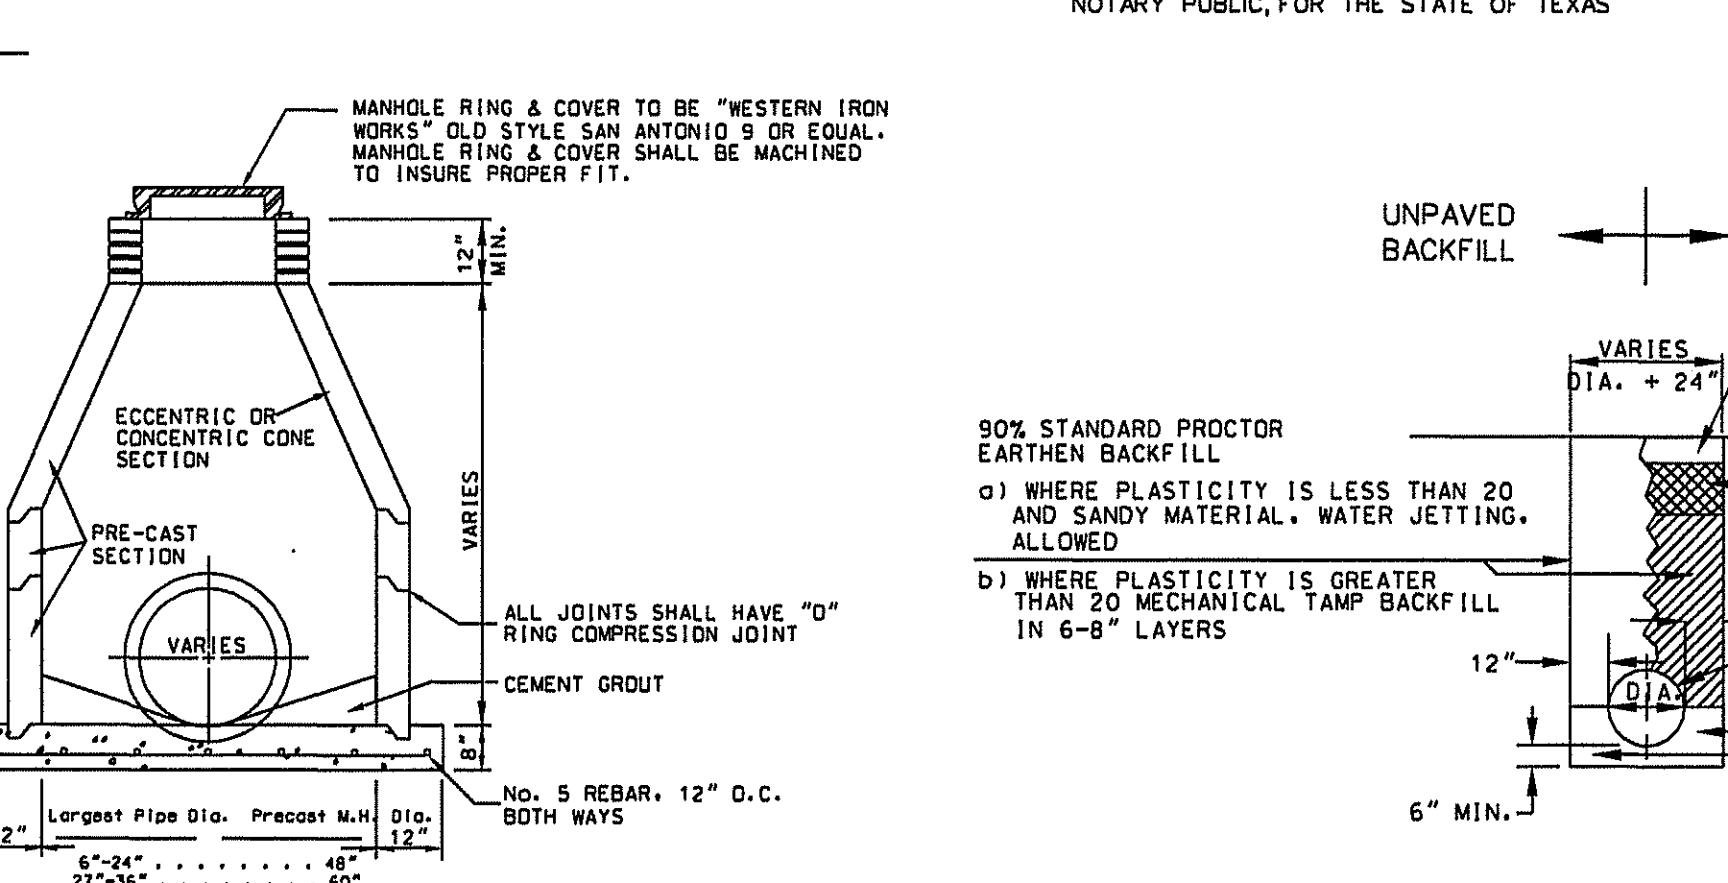 NOTARY PUBLIC, FOR THE STATE OF TEXAS
MANHOLE RING & COVER TO BE "WESTERN IRON
WORKS" OLD STYLE SAN ANTONIO 9 OR EQUAL.
MANHOLE RING & COVER SHALL BE MACHINED
TO INSURE PROPER FIT.
12"
MIN.
ECCENTRIC OR
CONCENTRIC CONE
SECTION
VARIES
PRE-CAST
SECTION
ALL JOINTS SHALL HAVE "O"
RING COMPRESSION JOINT
VARIES
CEMENT GROUT
8"
No. 5 REBAR. 12" O.C.
BOTH WAYS
Largest Pipe Dia. Precast M.H. Dia.
2"
12"
6"-24" . . . . . . . . 48"
27"-36" . . . . . . . . 60"
UNPAVED
BACKFILL
VARIES
DIA. + 24"
90% STANDARD PROCTOR
EARTHEN BACKFILL
a) WHERE PLASTICITY IS LESS THAN 20
AND SANDY MATERIAL. WATER JETTING.
ALLOWED
b) WHERE PLASTICITY IS GREATER
THAN 20 MECHANICAL TAMP BACKFILL
IN 6-8" LAYERS
12"
DIA.
6" MIN.